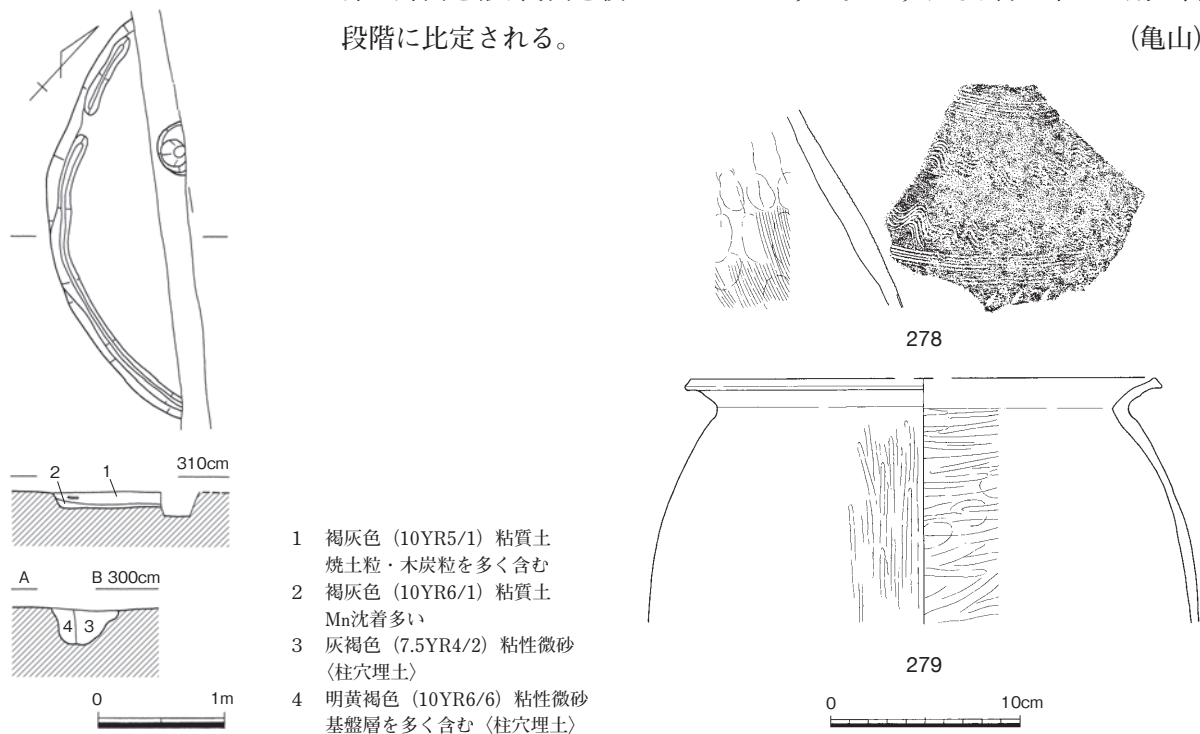 段階に比定される。
(亀山)
278
2
1
310cm
A
B 300cm
4
3
0
1m
1 褐灰色（10YR5/1）粘質土
焼土粒・木炭粒を多く含む
2 褐灰色（10YR6/1）粘質土
Mn沈着多い
3 灰褐色（7.5YR4/2）粘性微砂
〈柱穴埋土〉
4 明黄褐色（10YR6/6）粘性微砂
基盤層を多く含む〈柱穴埋土〉
279
0
10cm